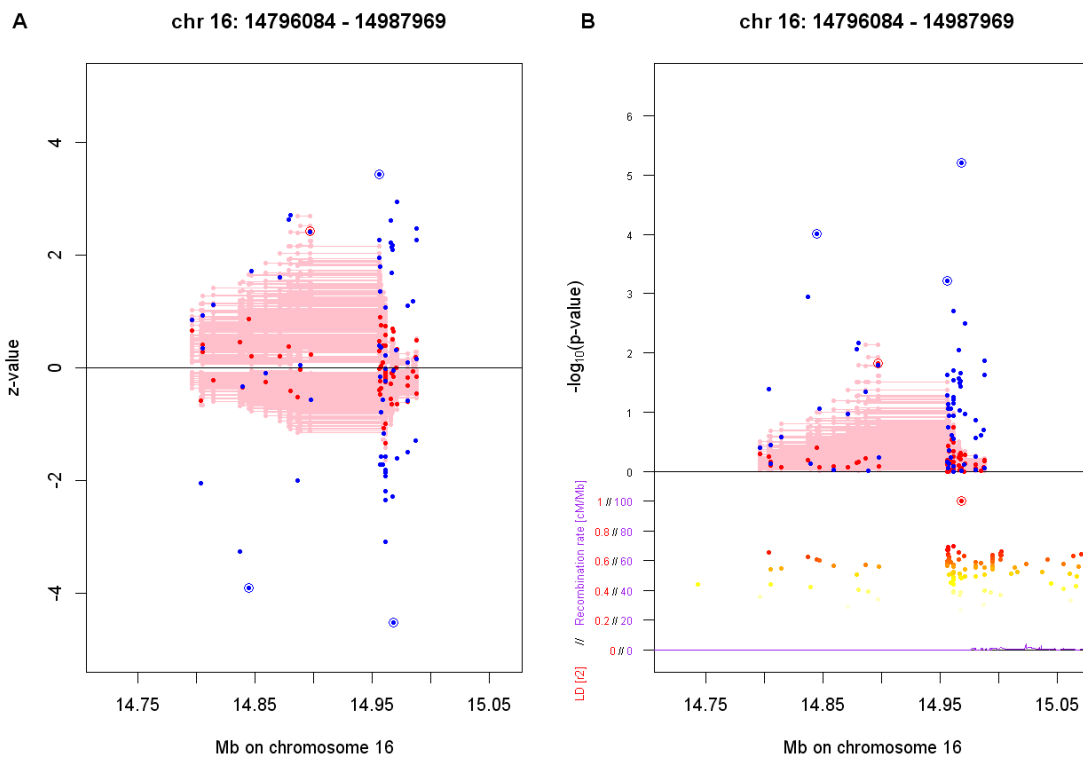 A
chr 16: 14796084 - 14987969
z-value
4
2
0
-2
-4
14.75
14.85
14.95
15.05
Mb on chromosome 16
B
chr 16: 14796084 - 14987969
-log10(p-value)
6
5
4
3
2
1
0
LD [r2] // Recombination rate [cM/Mb]
1 // 100
0.8 // 80
0.6 // 60
0.4 // 40
0.2 // 20
0 // 0
14.75
14.85
14.95
15.05
Mb on chromosome 16